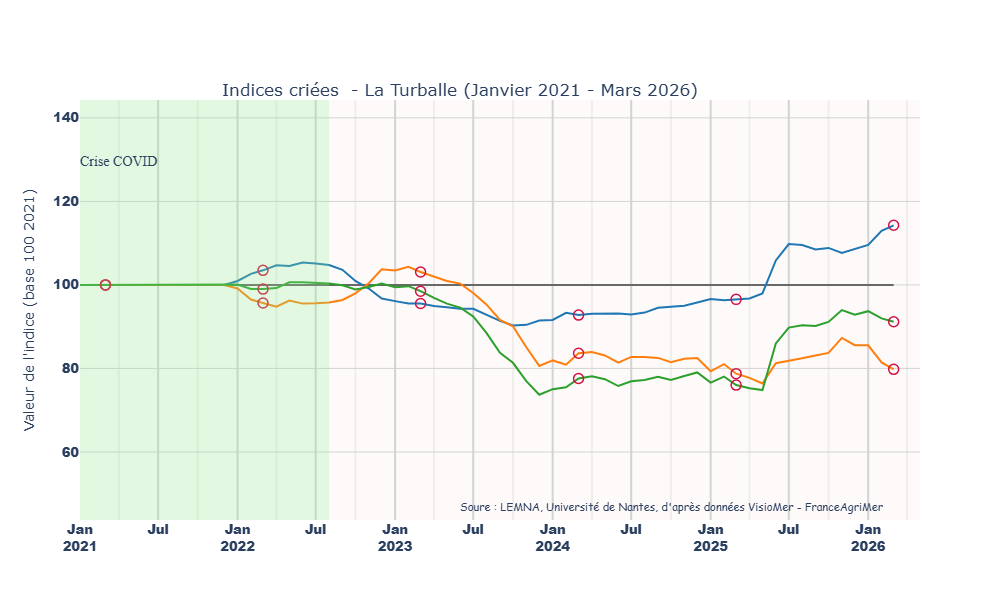 Indices criées  - La Turballe (Janvier 2021 - Mars 2026)
140
Crise COVID
120
100
80
60
Valeur de l'indice (base 100 2021)
Soure : LEMNA, Université de Nantes, d'après données VisioMer - FranceAgriMer
Jan Jul Jan Jul Jan Jul Jan Jul Jan Jul Jan
2021 2022 2023 2024 2025 2026